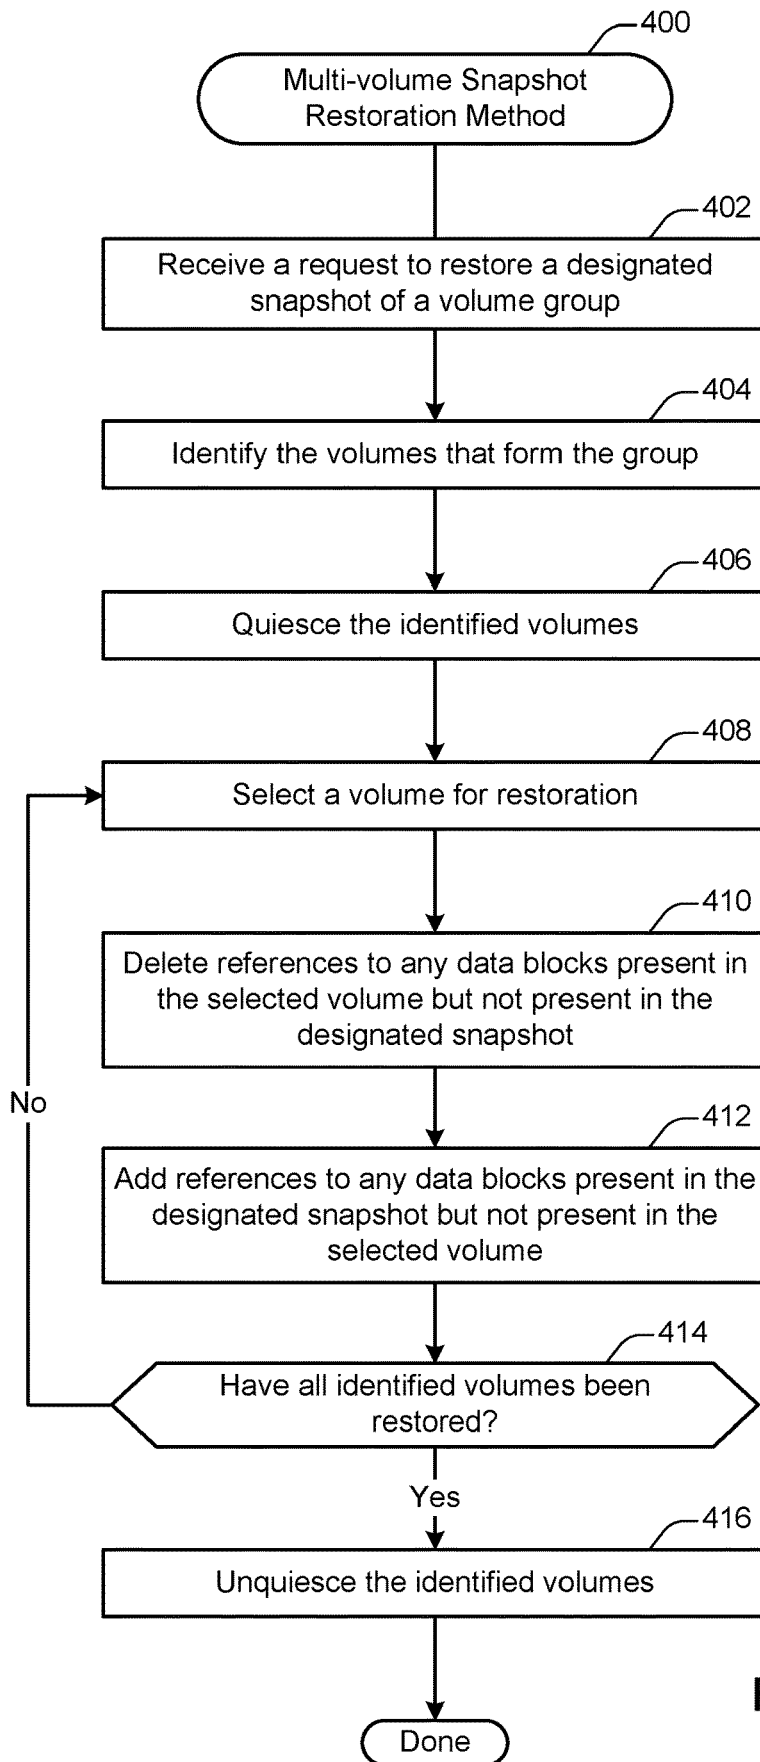 400
Multi-volume Snapshot
Restoration Method
402
Receive a request to restore a designated
snapshot of a volume group
404
Identify the volumes that form the group
406
Quiesce the identified volumes
408
Select a volume for restoration
410
Delete references to any data blocks present in
the selected volume but not present in the
designated snapshot
No
412
Add references to any data blocks present in the
designated snapshot but not present in the
selected volume
414
Have all identified volumes been
restored?
Yes
416
Unquiesce the identified volumes
Done